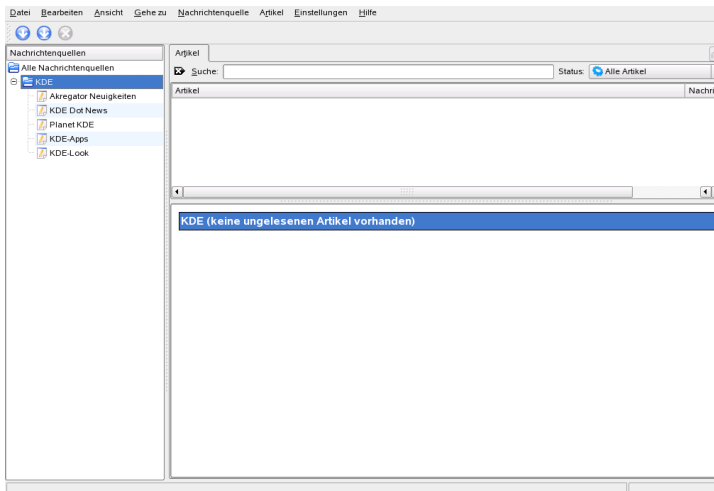 Datei Bearbeiten Ansicht Gehe zu Nachrichtenquelle Artikel Einstellungen Hilfe
Nachrichtenquellen
Alle Nachrichtenquellen
KDE
Akregator Neuigkeiten
KDE Dot News
Planet KDE
KDE-Apps
KDE-Look
Artikel
Suche: Status: Alle Artikel
Artikel Nachri
KDE (keine ungelesenen Artikel vorhanden)